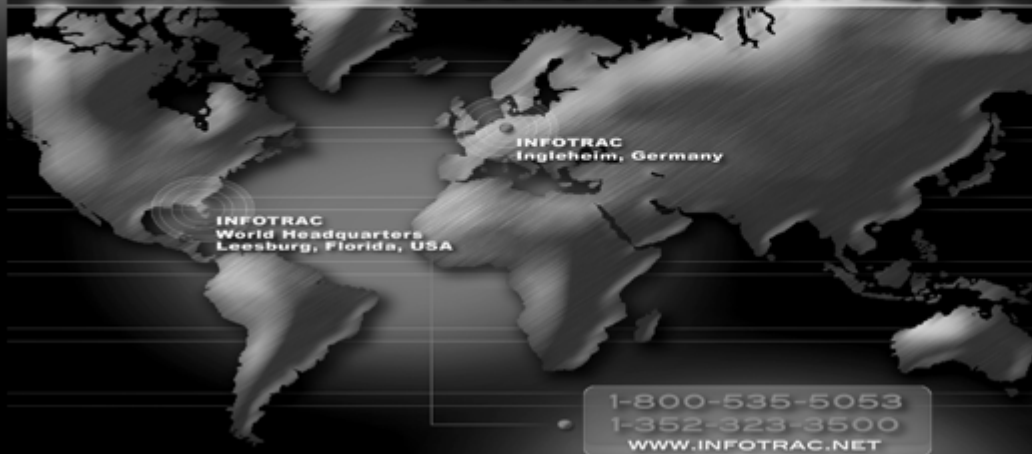 INFOTRAC
Ingleheim, Germany
INFOTRAC
World Headquarters
Leesburg, Florida, USA
1-800-535-5053
1-352-323-3500
WWW.INFOTRAC.NET